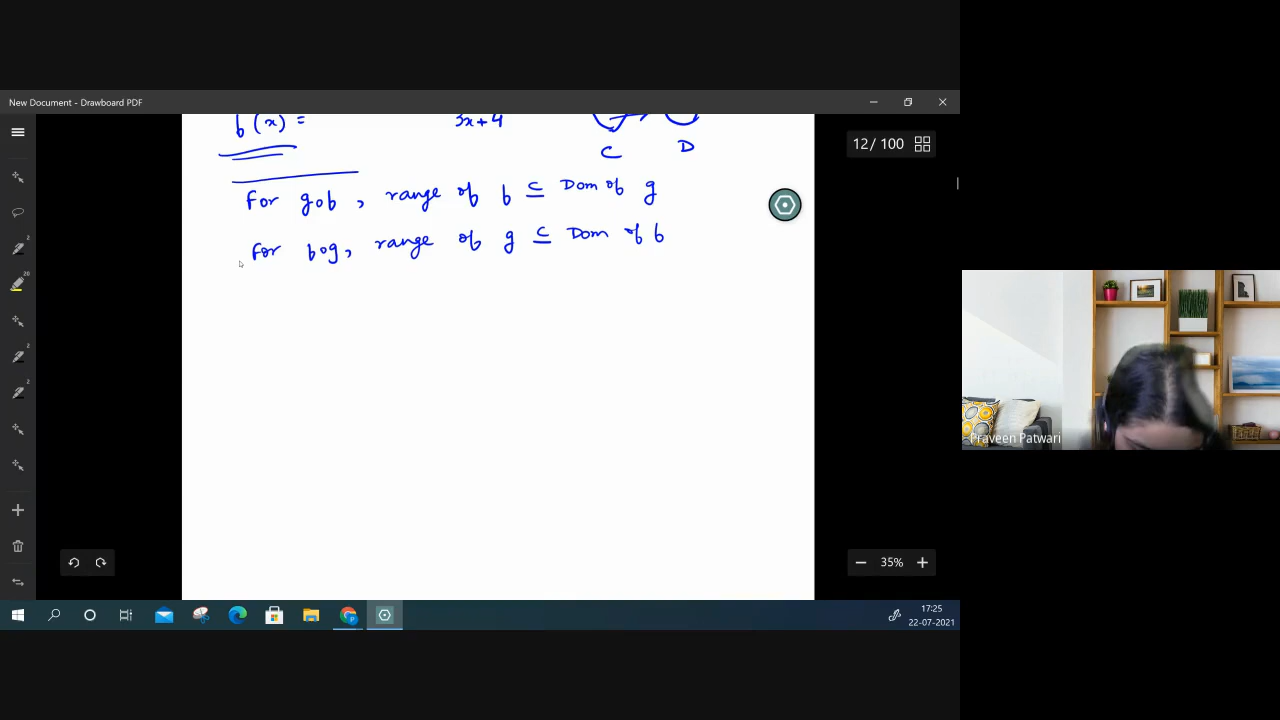 New Document - Drawboard PDF
f(x) = 3x+4
C D
12 / 100
For gof, range of f ⊆ Dom of g
For fog, range of g ⊆ Dom of f
Praveen Patwari
35%
17:25
22-07-2021